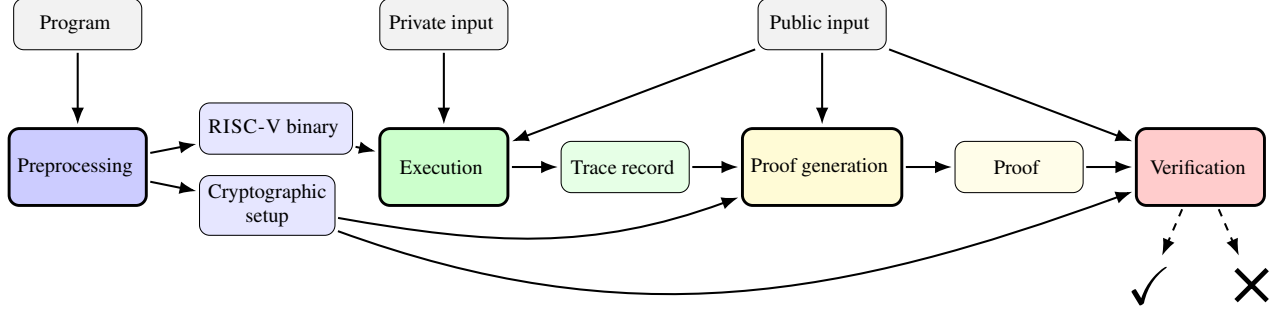 Program
Private input
Public input
Preprocessing
RISC-V binary
Cryptographic
setup
Execution
Trace record
Proof generation
Proof
Verification